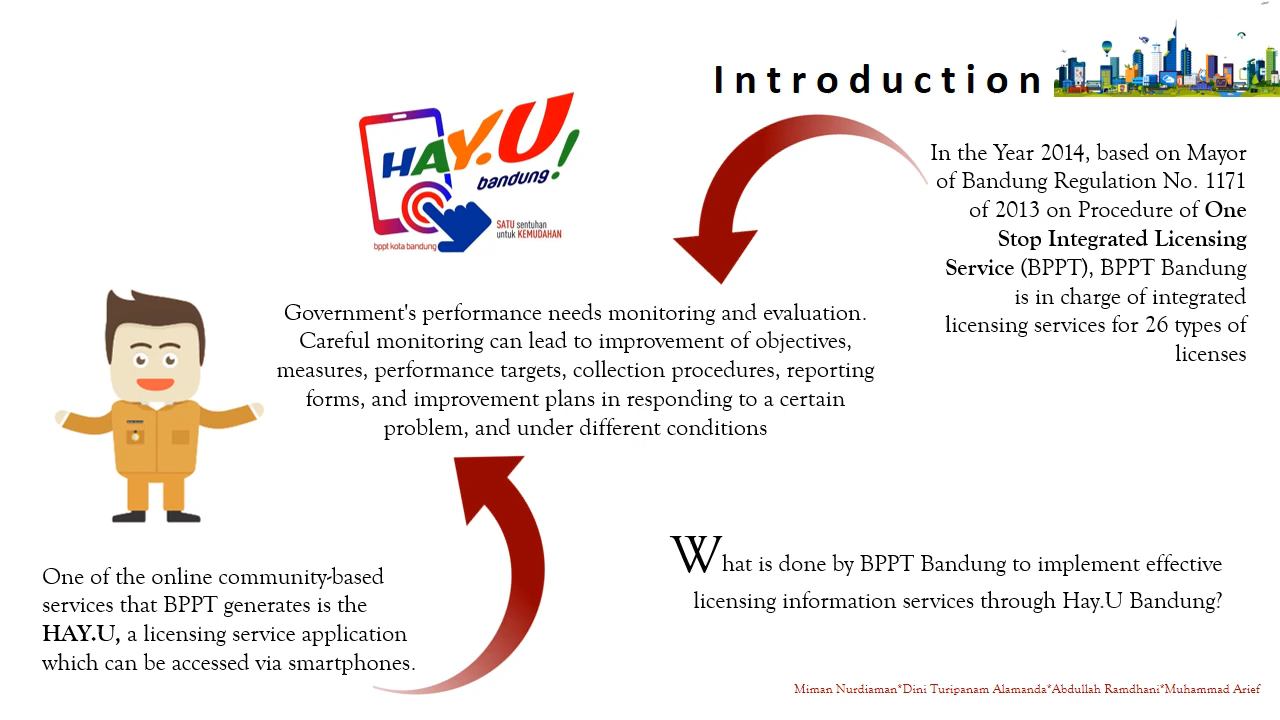 Introduction
HAY.U!
bandung
SATU sentuhan
untuk KEMUDAHAN
bppt kota bandung
In the Year 2014, based on Mayor
of Bandung Regulation No. 1171
of 2013 on Procedure of One
Stop Integrated Licensing
Service (BPPT), BPPT Bandung
is in charge of integrated
licensing services for 26 types of
licenses
Government's performance needs monitoring and evaluation.
Careful monitoring can lead to improvement of objectives,
measures, performance targets, collection procedures, reporting
forms, and improvement plans in responding to a certain
problem, and under different conditions
One of the online community-based
services that BPPT generates is the
HAY.U, a licensing service application
which can be accessed via smartphones.
What is done by BPPT Bandung to implement effective
licensing information services through Hay.U Bandung?
Miman Nurdiaman*Dini Turipanam Alamanda*Abdullah Ramdhani*Muhammad Arief